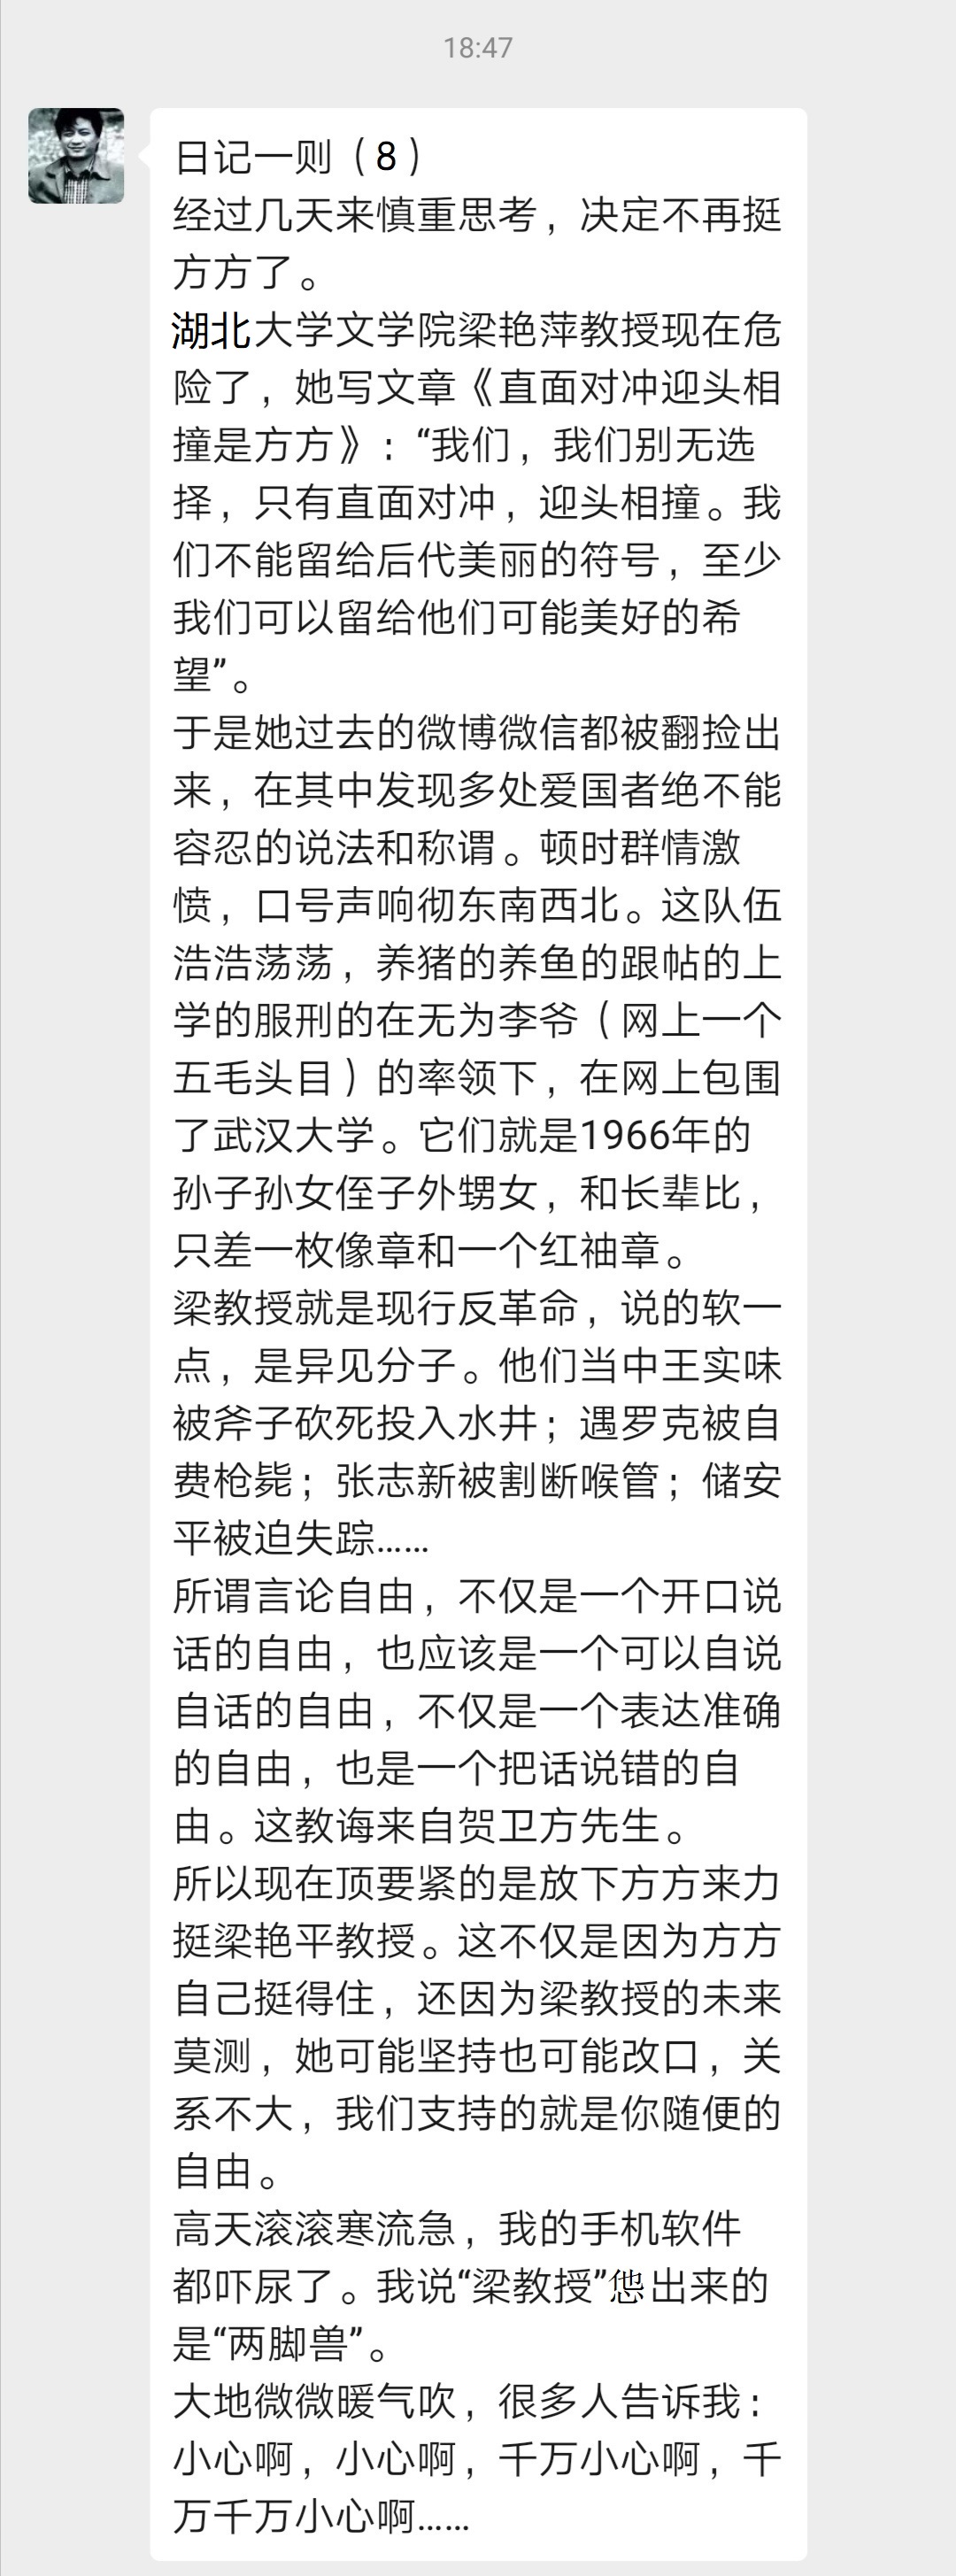 18:47
日记一则（8）
经过几天来慎重思考，决定不再挺
方方了。
湖北大学文学院梁艳萍教授现在危
险了，她写文章《直面对冲迎头相
撞是方方》：“我们，我们别无选
择，只有直面对冲，迎头相撞。我
们不能留给后代美丽的符号，至少
我们可以留给他们可能美好的希
望”。
于是她过去的微博微信都被翻捡出
来，在其中发现多处爱国者绝不能
容忍的说法和称谓。顿时群情激
愤，口号声响彻东南西北。这队伍
浩浩荡荡，养猪的养鱼的跟帖的上
学的服刑的在无为李爷（网上一个
五毛头目）的率领下，在网上包围
了武汉大学。它们就是1966年的
孙子孙女侄子外甥女，和长辈比，
只差一枚像章和一个红袖章。
梁教授就是现行反革命，说的软一
点，是异见分子。他们当中王实味
被斧子砍死投入水井；遇罗克被自
费枪毙；张志新被割断喉管；储安
平被迫失踪……
所谓言论自由，不仅是一个开口说
话的自由，也应该是一个可以自说
自话的自由，不仅是一个表达准确
的自由，也是一个把话说错的自
由。这教诲来自贺卫方先生。
所以现在顶要紧的是放下方方来力
挺梁艳平教授。这不仅是因为方方
自己挺得住，还因为梁教授的未来
莫测，她可能坚持也可能改口，关
系不大，我们支持的就是你随便的
自由。
高天滚滚寒流急，我的手机软件
都吓尿了。我说“梁教授”怹出来的
是“两脚兽”。
大地微微暖气吹，很多人告诉我：
小心啊，小心啊，千万小心啊，千
万千万小心啊……